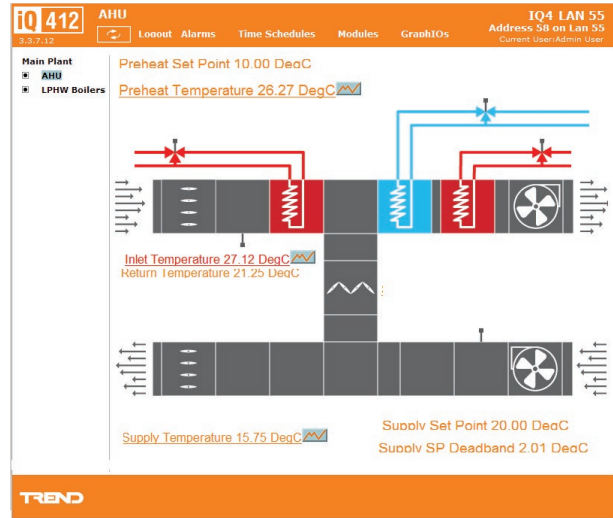 iQ 412
3.3.7.12
AHU
Logout Alarms Time Schedules Modules GraphIOs
IQ4 LAN 55
Address 58 on Lan 55
Current User:Admin User
Main Plant
AHU
LPHW Boilers
Preheat Set Point 10.00 DegC
Preheat Temperature 26.27 DegC
Inlet Temperature 27.12 DegC
Return Temperature 21.25 DegC
Supply Set Point 20.00 DegC
Supply Temperature 15.75 DegC
Supply SP Deadband 2.01 DegC
TREND